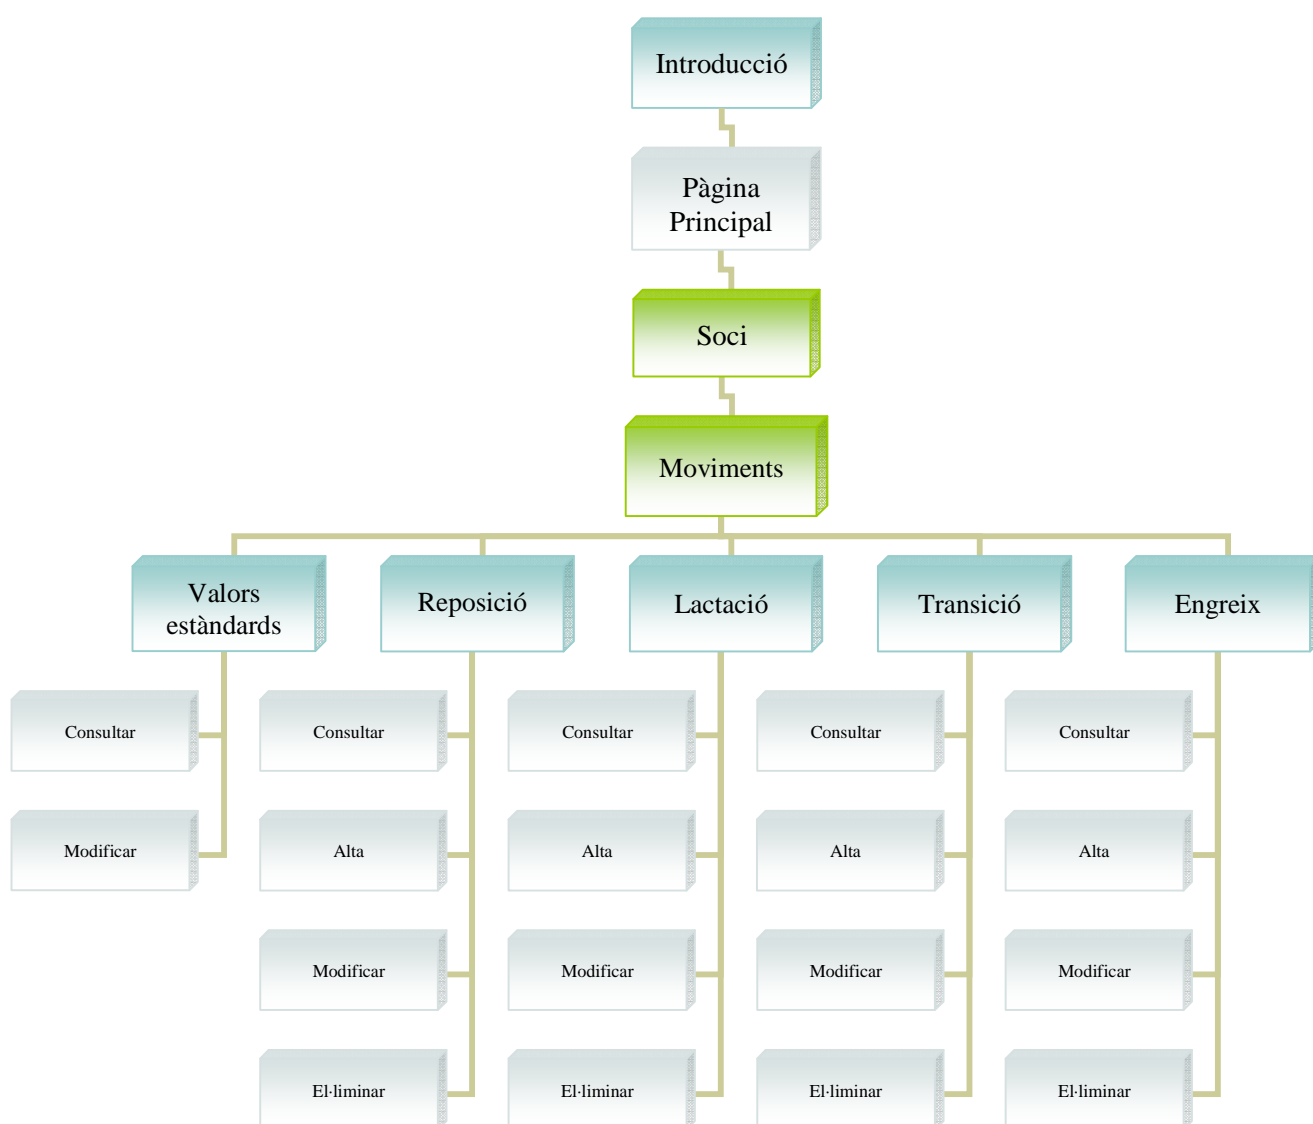 Introducció
Pàgina
Principal
Soci
Moviments
Valors
estàndards
Reposició
Lactació
Transició
Engreix
Consultar
Consultar
Consultar
Consultar
Consultar
Modificar
Alta
Alta
Alta
Alta
Modificar
Modificar
Modificar
Modificar
El·liminar
El·liminar
El·liminar
El·liminar